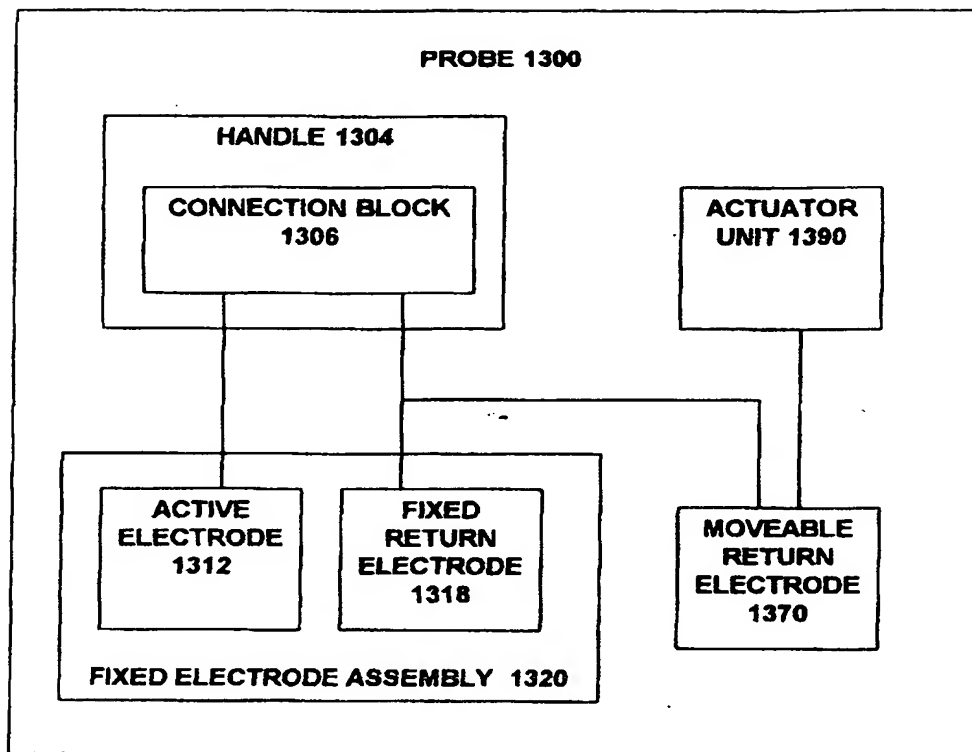 PROBE 1300
HANDLE 1304
CONNECTION BLOCK
1306
ACTUATOR
UNIT 1390
ACTIVE
ELECTRODE
1312
FIXED
RETURN
ELECTRODE
1318
MOVEABLE
RETURN
ELECTRODE
1370
FIXED ELECTRODE ASSEMBLY 1320